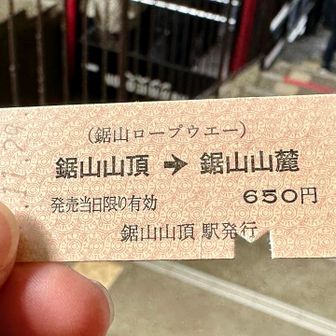 (鋸山ロープウエー)
鋸山山頂 → 鋸山山麓
発売当日限り有効 650円
鋸山山頂 駅発行